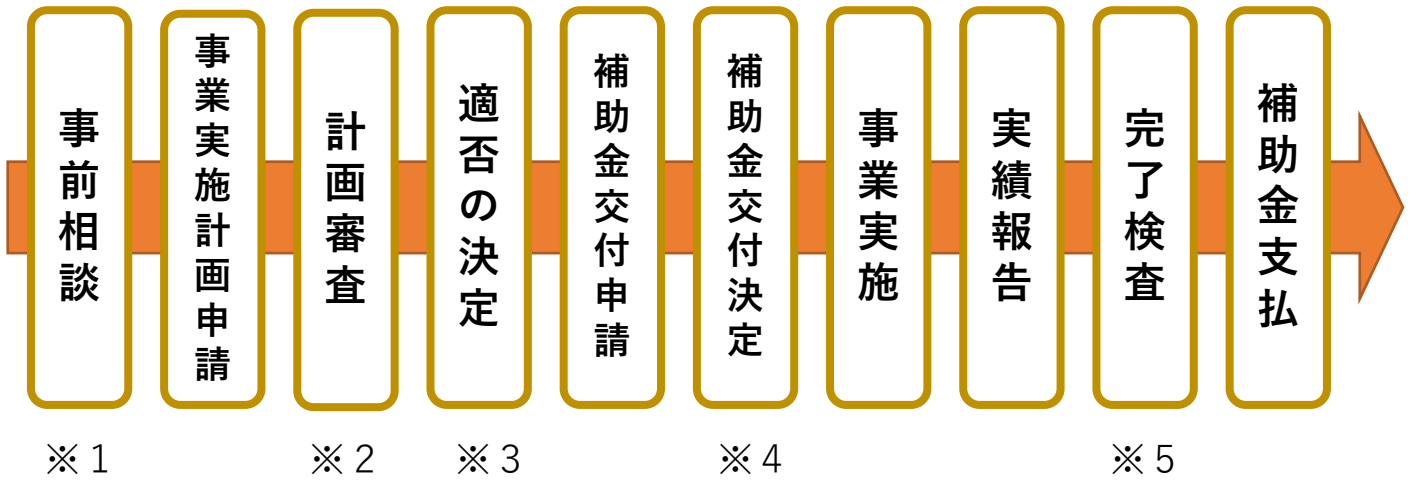 事前相談
事業実施計画申請
計画審査
適否の決定
補助金交付申請
補助金交付決定
事業実施
実績報告
完了検査
補助金支払
※1
※2
※3
※4
※5